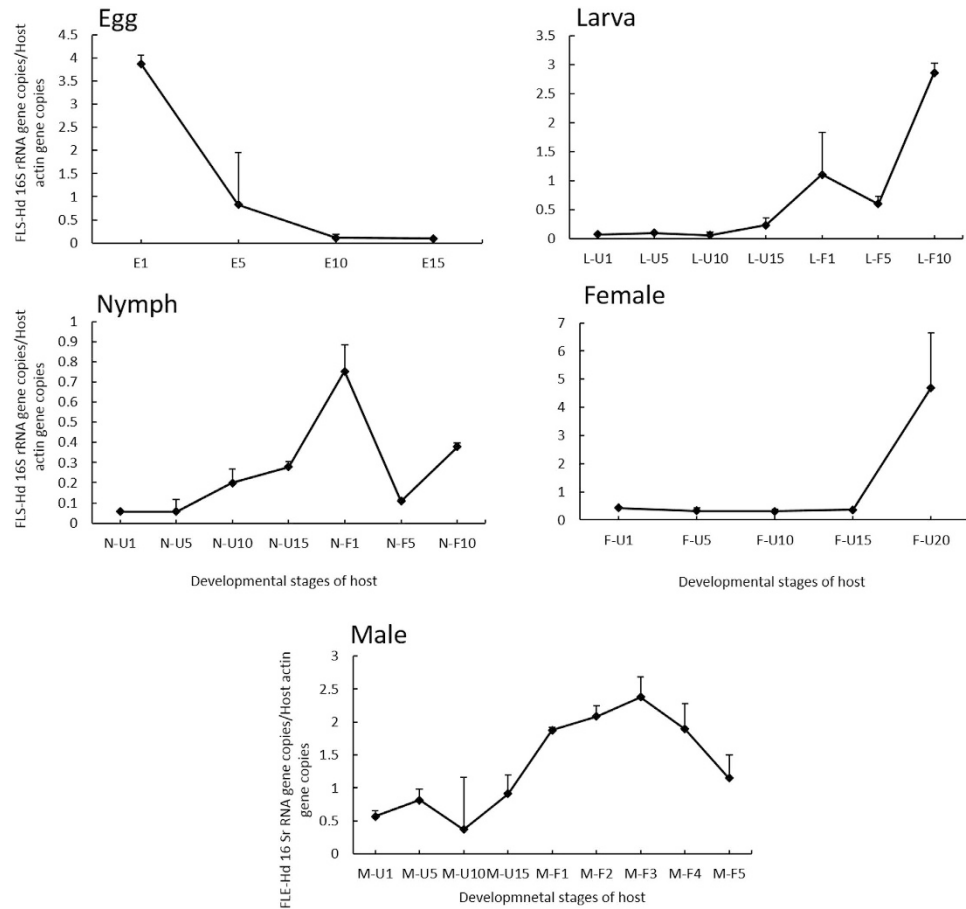 Egg
FLS-Hd 16S rRNA gene copies/Host
actin gene copies
4.5
4
3.5
3
2.5
2
1.5
1
0.5
0
E1 E5 E10 E15
Larva
3.5
3
2.5
2
1.5
1
0.5
0
L-U1 L-U5 L-U10 L-U15 L-F1 L-F5 L-F10
Nymph
FLS-Hd 16S rRNA gene copies/Host
actin gene copies
1
0.9
0.8
0.7
0.6
0.5
0.4
0.3
0.2
0.1
0
N-U1 N-U5 N-U10 N-U15 N-F1 N-F5 N-F10
Developmental stages of host
Female
7
6
5
4
3
2
1
0
F-U1 F-U5 F-U10 F-U15 F-U20
Developmental stages of host
Male
FLE-Hd 16 Sr RNA gene copies/Host actin
gene copies
3
2.5
2
1.5
1
0.5
0
M-U1 M-U5 M-U10 M-U15 M-F1 M-F2 M-F3 M-F4 M-F5
Developmnetal stages of host